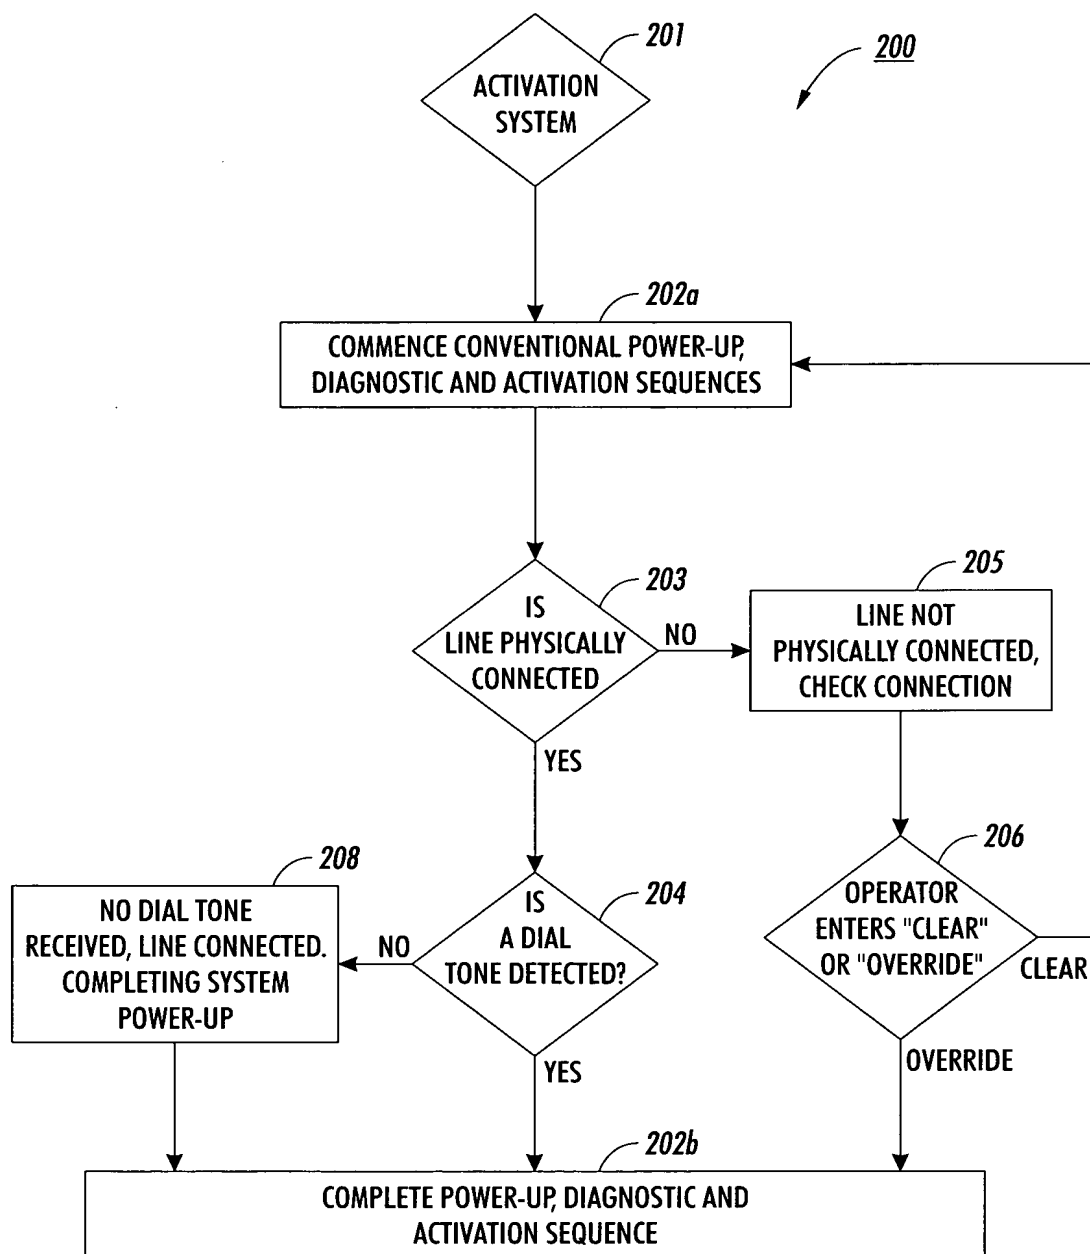 201
200
ACTIVATION
SYSTEM
202a
COMMENCE CONVENTIONAL POWER-UP,
DIAGNOSTIC AND ACTIVATION SEQUENCES
203
IS
LINE PHYSICALLY
CONNECTED
NO
YES
205
LINE NOT
PHYSICALLY CONNECTED,
CHECK CONNECTION
208
NO DIAL TONE
RECEIVED, LINE CONNECTED.
COMPLETING SYSTEM
POWER-UP
NO
204
IS
A DIAL
TONE DETECTED?
YES
206
OPERATOR
ENTERS "CLEAR"
OR "OVERRIDE"
CLEAR
OVERRIDE
202b
COMPLETE POWER-UP, DIAGNOSTIC AND
ACTIVATION SEQUENCE